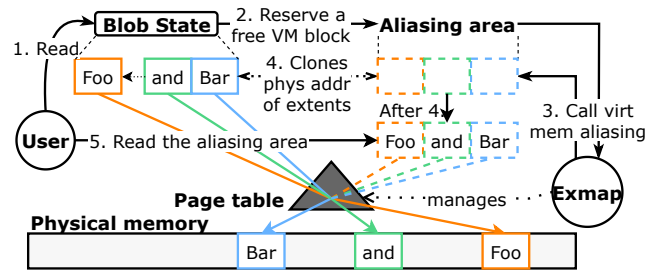 Blob State
2. Reserve a
free VM block
Aliasing area
1. Read
Foo
and
Bar
4. Clones
phys addr
of extents
After 4
3. Call virt
mem aliasing
User
5. Read the aliasing area
Foo
and
Bar
Page table
manages
Exmap
Physical memory
Bar
and
Foo